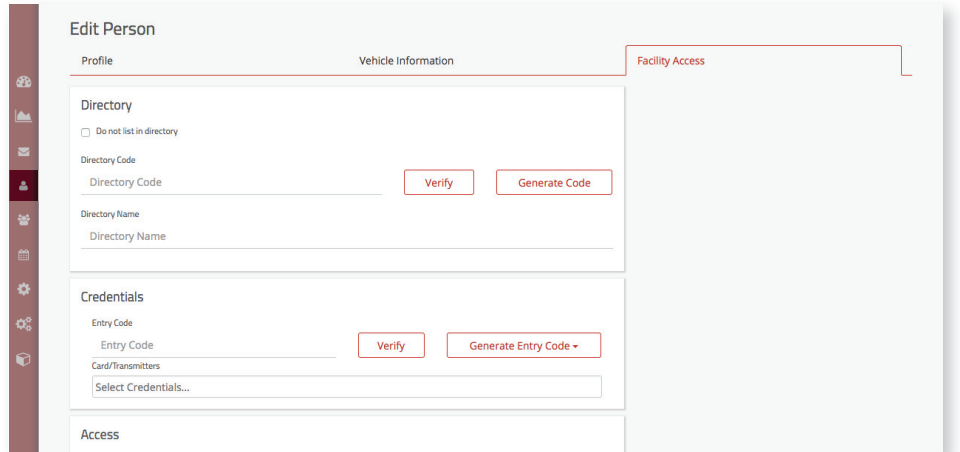 Edit Person
Profile Vehicle Information Facility Access
Directory
Do not list in directory
Directory Code
Directory Code Verify Generate Code
Directory Name
Directory Name
Credentials
Entry Code
Entry Code Verify Generate Entry Code
Card/Transmitters
Select Credentials...
Access